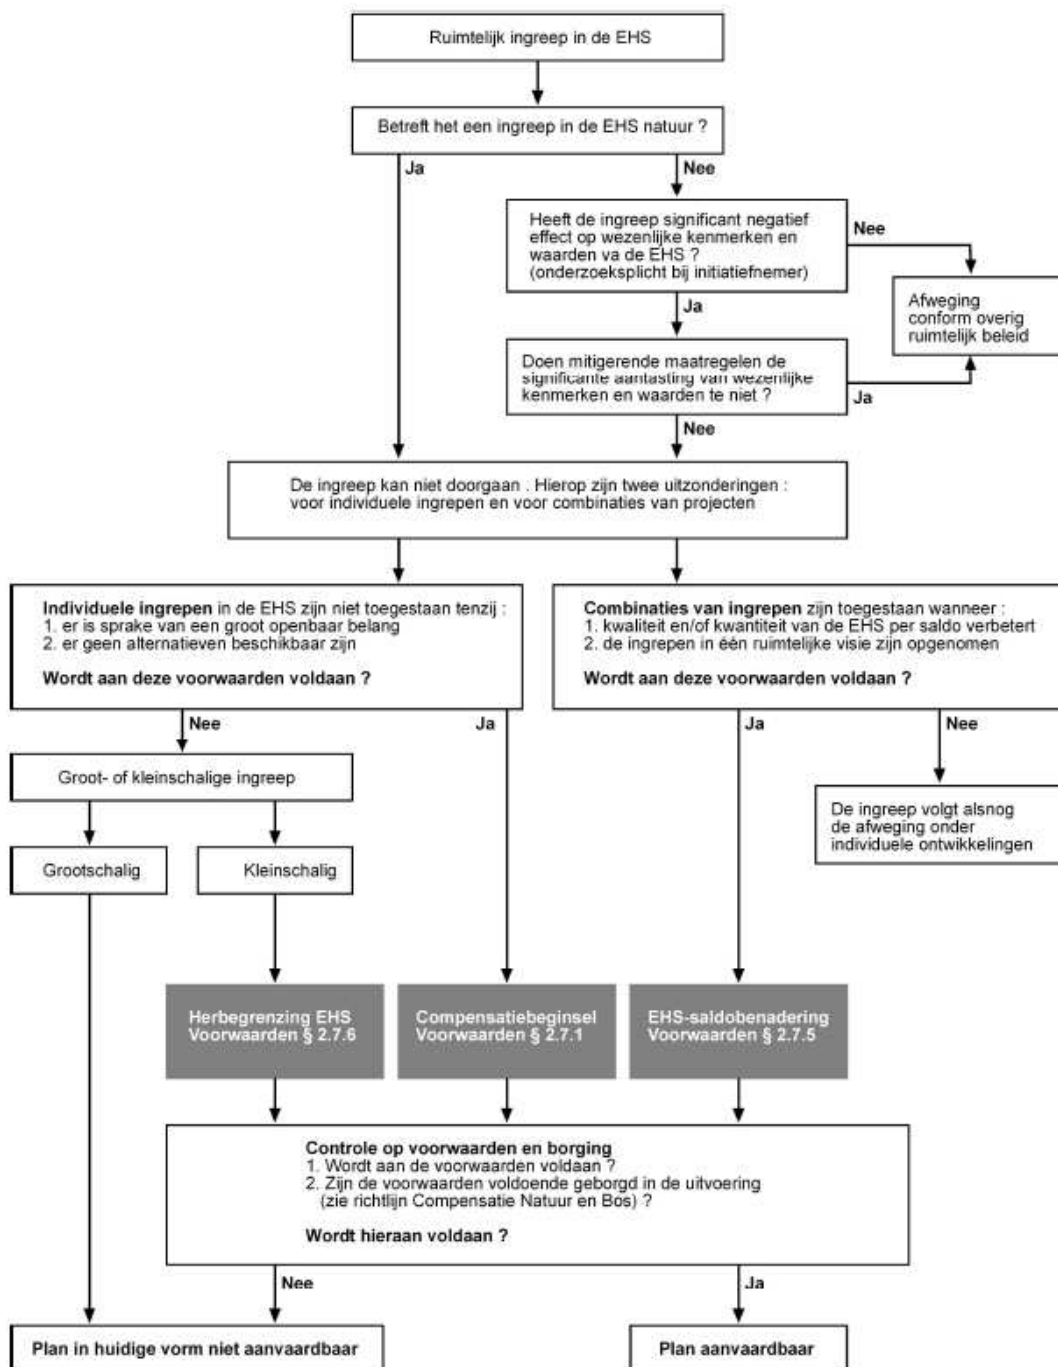 Ruimtelijk ingreep in de EHS
Betreft het een ingreep in de EHS natuur ?
Ja
Nee
Heeft de ingreep significant negatief
effect op wezenlijke kenmerken en
waarden va de EHS ?
(onderzoeksplicht bij initiatiefnemer)
Nee
Ja
Afweging
conform overig
ruimtelijk beleid
Doen mitigerende maatregelen de
significante aantasting van wezenlijke
kenmerken en waarden te niet ?
Ja
Nee
De ingreep kan niet doorgaan . Hierop zijn twee uitzonderingen :
voor individuele ingrepen en voor combinaties van projecten
Individuele ingrepen in de EHS zijn niet toegestaan tenzij :
1. er is sprake van een groot openbaar belang
2. er geen alternatieven beschikbaar zijn
Wordt aan deze voorwaarden voldaan ?
Combinaties van ingrepen zijn toegestaan wanneer :
1. kwaliteit en/of kwantiteit van de EHS per saldo verbetert
2. de ingrepen in één ruimtelijke visie zijn opgenomen
Wordt aan deze voorwaarden voldaan ?
Nee
Ja
Ja
Nee
Groot- of kleinschalige ingreep
De ingreep volgt alsnog
de afweging onder
individuele ontwikkelingen
Grootschalig
Kleinschalig
Herbegrenzing EHS
Voorwaarden § 2.7.6
Compensatiebeginsel
Voorwaarden § 2.7.1
EHS-saldobenadering
Voorwaarden § 2.7.5
Controle op voorwaarden en borging
1. Wordt aan de voorwaarden voldaan ?
2. Zijn de voorwaarden voldoende geborgd in de uitvoering
(zie richtlijn Compensatie Natuur en Bos) ?
Wordt hieraan voldaan ?
Nee
Ja
Plan in huidige vorm niet aanvaardbaar
Plan aanvaardbaar